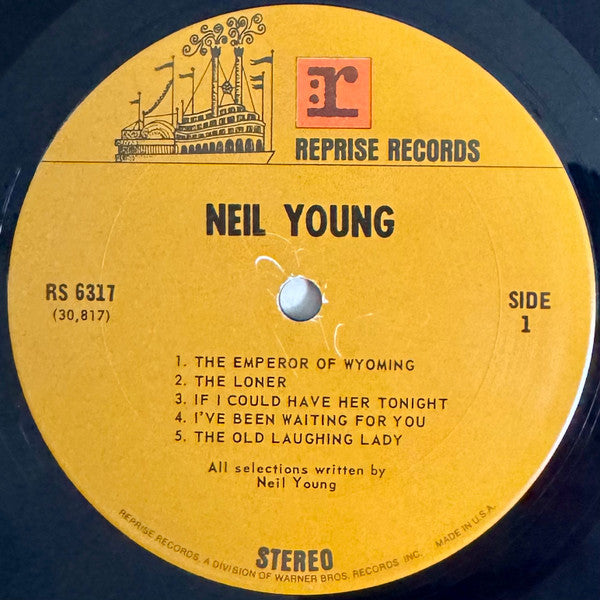 r
REPRISE RECORDS
NEIL YOUNG
RS 6317
(30,817)
SIDE
1
1. THE EMPEROR OF WYOMING
2. THE LONER
3. IF I COULD HAVE HER TONIGHT
4. I'VE BEEN WAITING FOR YOU
5. THE OLD LAUGHING LADY
All selections written by
Neil Young
STEREO
REPRISE RECORDS, A DIVISION OF WARNER BROS. RECORDS, INC. MADE IN U.S.A.